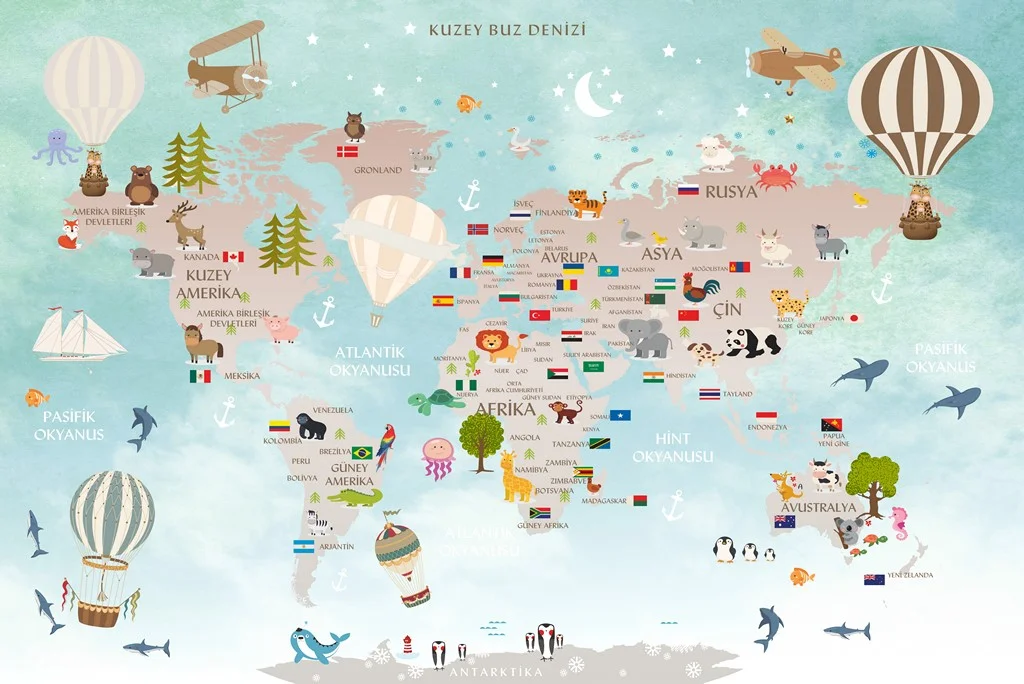 KUZEY BUZ DENİZİ
GRONLAND
RUSYA
AMERİKA BİRLEŞİK
DEVLETLERİ
İSVEÇ
FİNLANDİYA
NORVEÇ
ESTONYA
LETONYA
POLONYA
BELARUS
KANADA
AVRUPA
ASYA
ALMANYA
FRANSA
UKRAYNA
KAZAKİSTAN
MOĞOLİSTAN
KUZEY
AMERİKA
İTALYA
ROMANYA
ÖZBEKİSTAN
İSPANYA
BULGARİSTAN
TÜRKMENİSTAN
ÇİN
AMERİKA BİRLEŞİK
DEVLETLERİ
TÜRKİYE
AFGANİSTAN
KUZEY
KORE
GÜNEY
KORE
JAPONYA
FAS
CEZAYİR
IRAK
İRAN
PAKİSTAN
LİBYA
MISIR
ATLANTİK
OKYANUSU
PASİFİK
OKYANUS
MORİTANYA
SUDAN
SUUDİ ARABİSTAN
MEKSİKA
NİJER
ÇAD
HİNDİSTAN
NİJERYA
ORTA
AFRİKA CUMHURİYETİ
GÜNEY SUDAN
ETİYOPYA
TAYLAND
PASİFİK
OKYANUS
VENEZUELA
AFRİKA
SOMALİ
ENDONEZYA
KENYA
KOLOMBİYA
ANGOLA
TANZANYA
HİNT
OKYANUSU
PAPUA
YENİ GİNE
BREZİLYA
PERU
GÜNEY
AMERİKA
ZAMBİYA
NAMİBYA
ZIMBABVE
BOLİVYA
BOTSVANA
MADAGASKAR
AVUSTRALYA
GÜNEY AFRİKA
ARJANTİN
ATLANTİK
OKYANUSU
YENİ ZELANDA
ANTARKTİKA